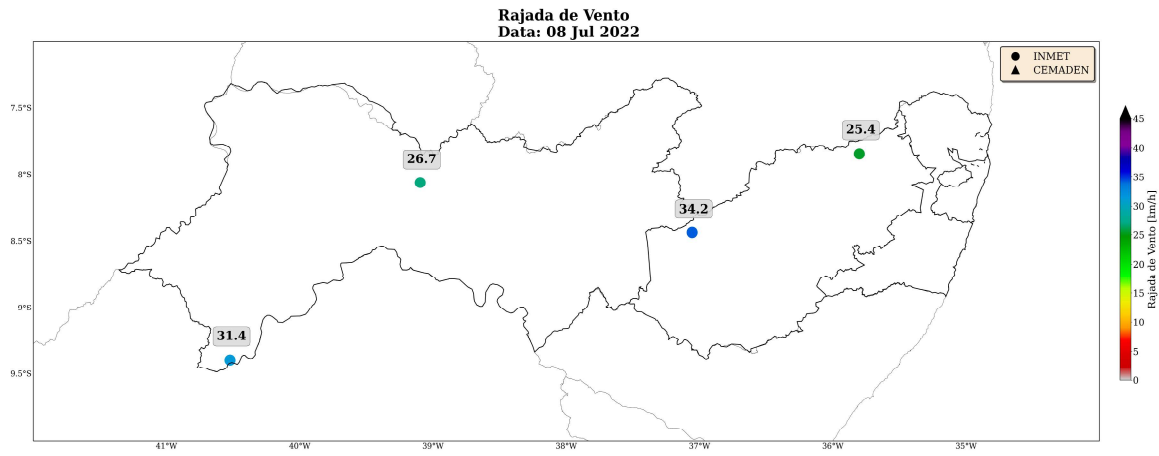 Rajada de Vento
Data: 08 Jul 2022
INMET
CEMADEN
7.5°S
8°S
8.5°S
9°E
9.5°S
25.4
26.7
34.2
31.4
41°W
40°W
39°W
38°W
37°W
36°W
35°W
45
40
35
30
25
20
15
10
5
0
Rajada de Vento [km/h]